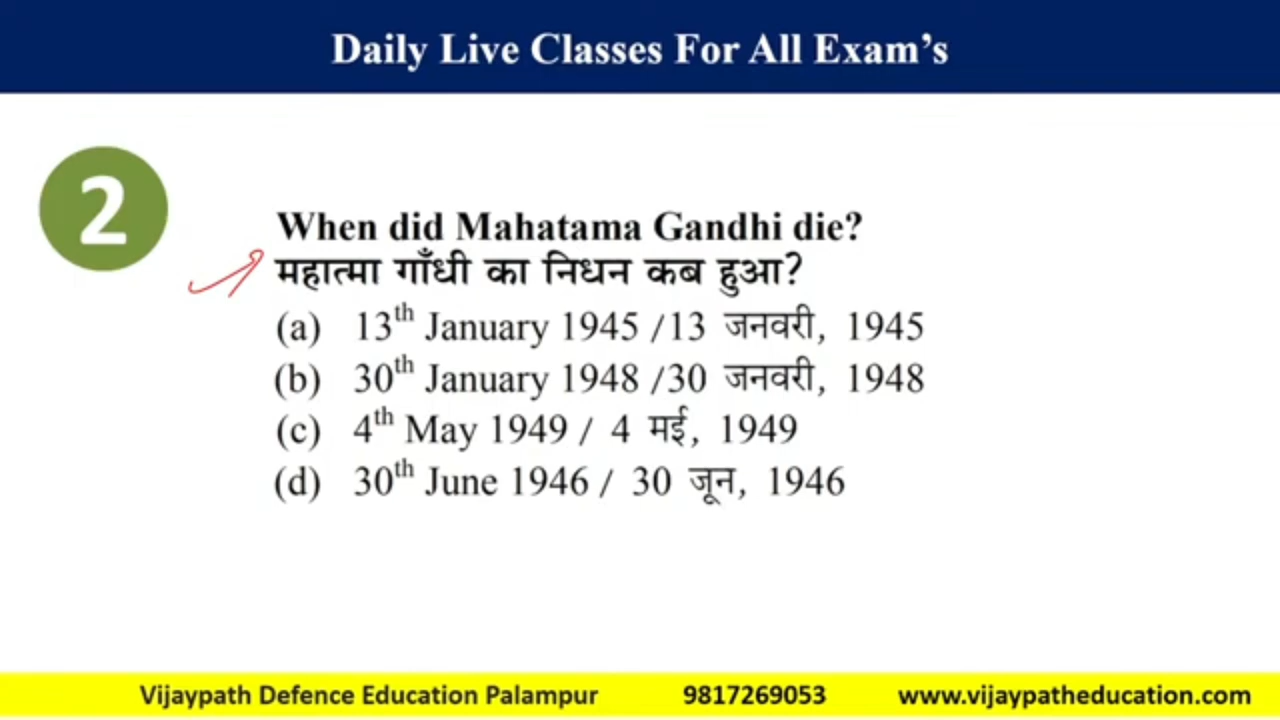 Daily Live Classes For All Exam’s
2
When did Mahatama Gandhi die?
महात्मा गाँधी का निधन कब हुआ?
(a) 13th January 1945 /13 जनवरी, 1945
(b) 30th January 1948 /30 जनवरी, 1948
(c) 4th May 1949 / 4 मई, 1949
(d) 30th June 1946 / 30 जून, 1946
Vijaypath Defence Education Palampur 9817269053 www.vijaypatheducation.com